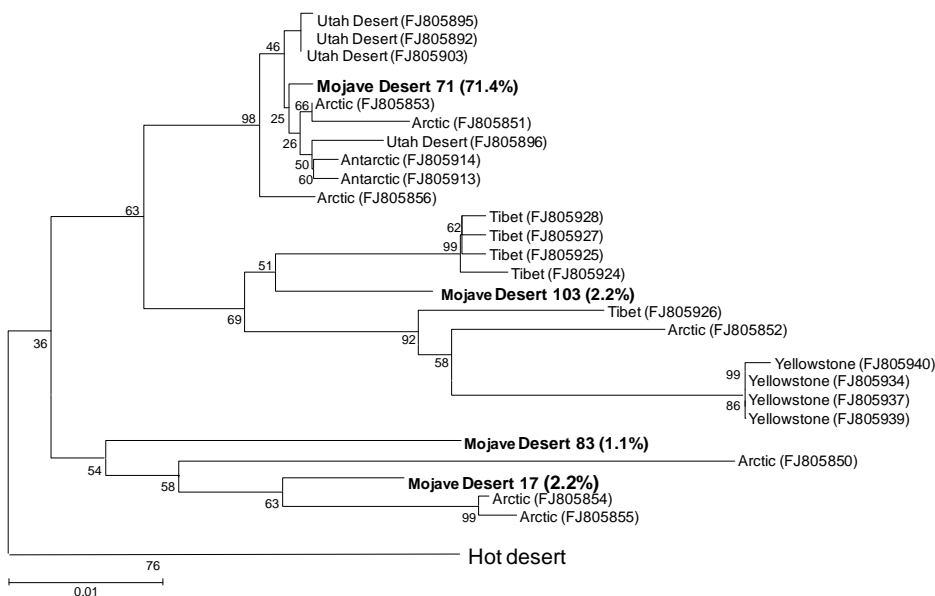 Utah Desert (FJ805895)
Utah Desert (FJ805892)
46
Utah Desert (FJ805903)
Mojave Desert 71 (71.4%)
66
Arctic (FJ805853)
98
25
Arctic (FJ805851)
26
Utah Desert (FJ805896)
50
Antarctic (FJ805914)
60
Antarctic (FJ805913)
Arctic (FJ805856)
63
Tibet (FJ805928)
62
Tibet (FJ805927)
99
Tibet (FJ805925)
51
Tibet (FJ805924)
Mojave Desert 103 (2.2%)
69
Tibet (FJ805926)
92
Arctic (FJ805852)
36
58
Yellowstone (FJ805940)
99
Yellowstone (FJ805934)
86
Yellowstone (FJ805937)
Yellowstone (FJ805939)
Mojave Desert 83 (1.1%)
54
Arctic (FJ805850)
58
Mojave Desert 17 (2.2%)
63
Arctic (FJ805854)
99
Arctic (FJ805855)
Hot desert
76
0.01